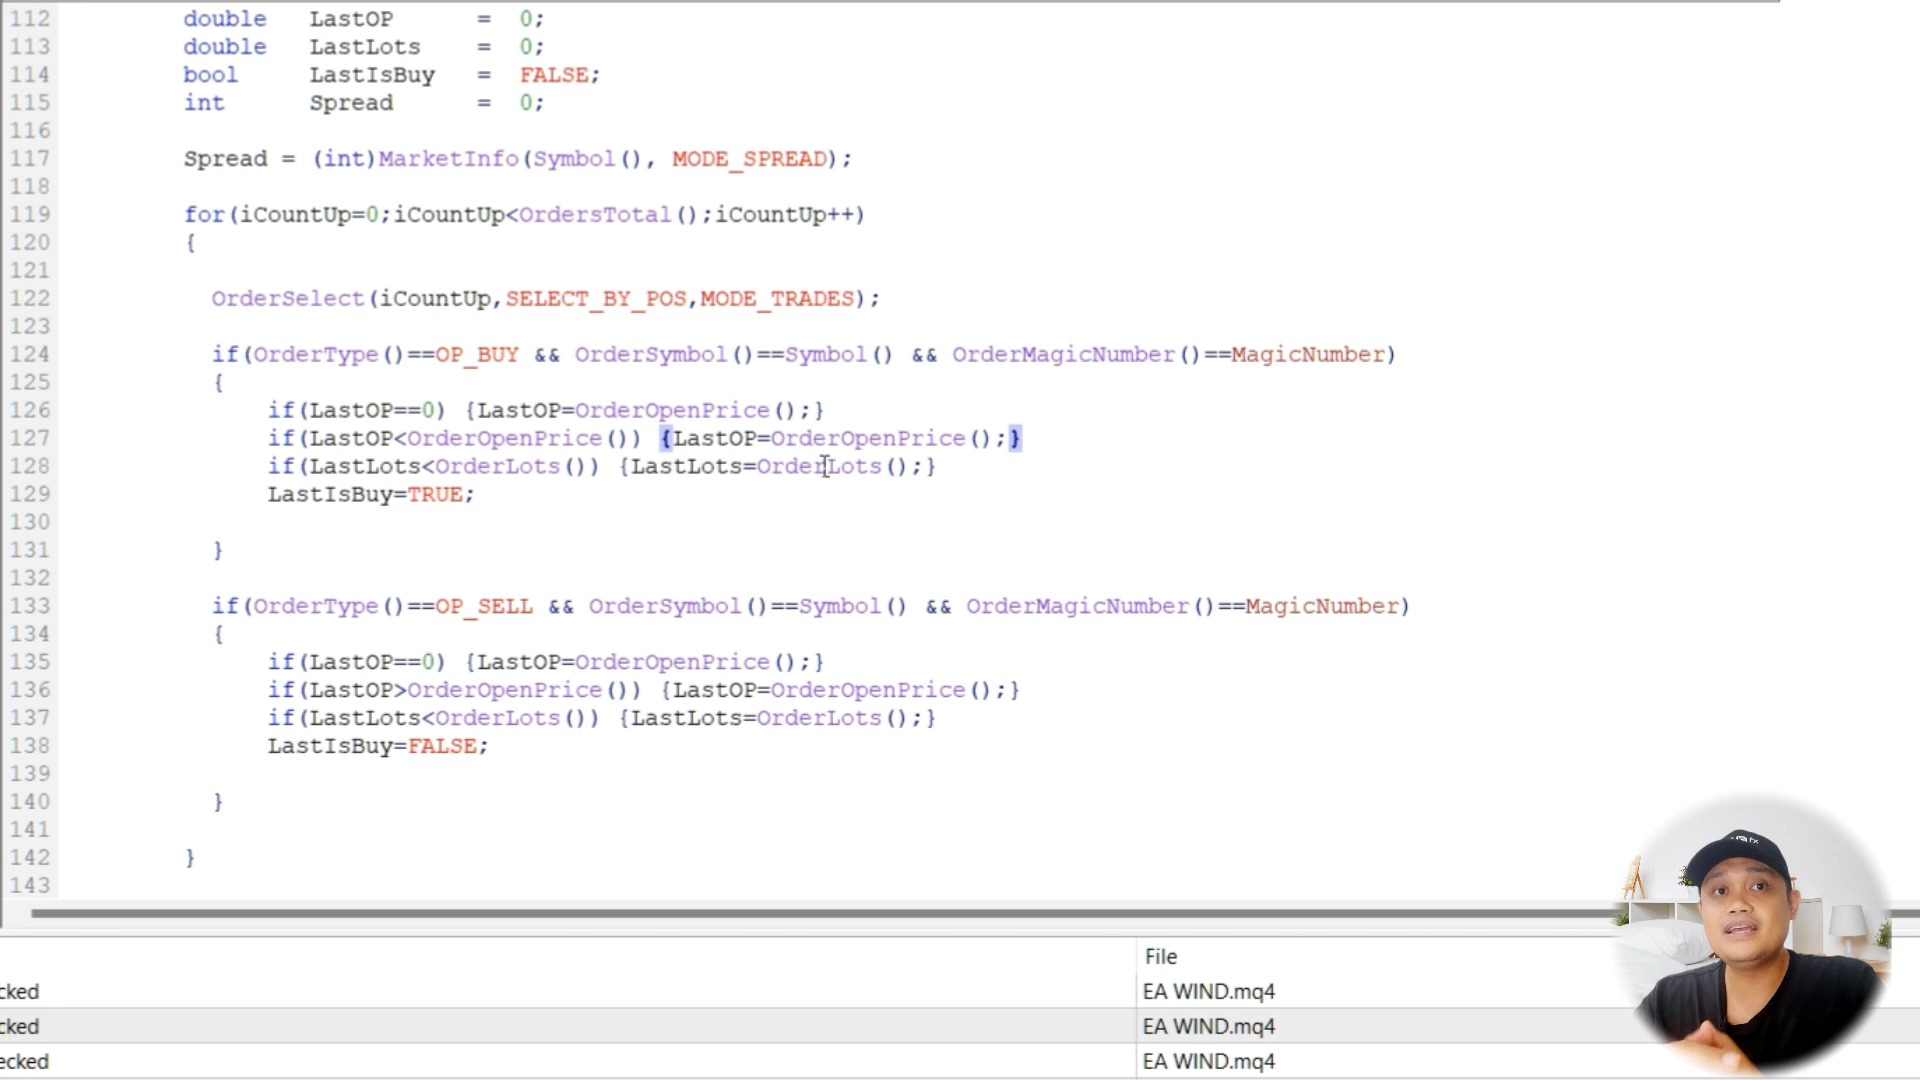 112 double LastOP = 0;
113 double LastLots = 0;
114 bool LastIsBuy = FALSE;
115 int Spread = 0;
116
117 Spread = (int)MarketInfo(Symbol(), MODE_SPREAD);
118
119 for(iCountUp=0;iCountUp<OrdersTotal();iCountUp++)
120 {
121
122 OrderSelect(iCountUp,SELECT_BY_POS,MODE_TRADES);
123
124 if(OrderType()==OP_BUY && OrderSymbol()==Symbol() && OrderMagicNumber()==MagicNumber)
125 {
126 if(LastOP==0) {LastOP=OrderOpenPrice();}
127 if(LastOP<OrderOpenPrice()) {LastOP=OrderOpenPrice();}
128 if(LastLots<OrderLots()) {LastLots=OrderLots();}
129 LastIsBuy=TRUE;
130
131 }
132
133 if(OrderType()==OP_SELL && OrderSymbol()==Symbol() && OrderMagicNumber()==MagicNumber)
134 {
135 if(LastOP==0) {LastOP=OrderOpenPrice();}
136 if(LastOP>OrderOpenPrice()) {LastOP=OrderOpenPrice();}
137 if(LastLots<OrderLots()) {LastLots=OrderLots();}
138 LastIsBuy=FALSE;
139
140 }
141
142 }
143
File
cked EA WIND.mq4
cked EA WIND.mq4
ecked EA WIND.mq4